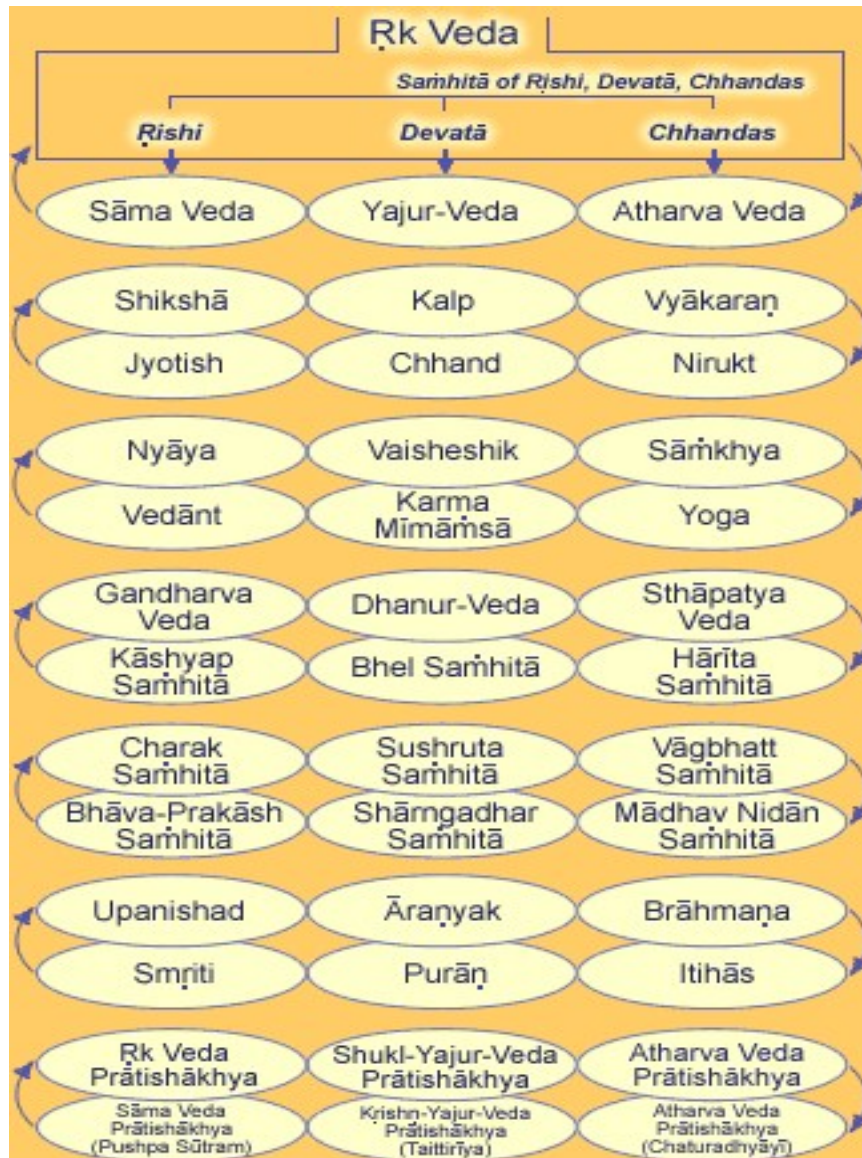 Ṛk Veda
Saṁhitā of Ṛishi, Devatā, Chhandas
Ṛishi
Devatā
Chhandas
Sāma Veda
Yajur-Veda
Atharva Veda
Shikshā
Kalp
Vyākaraṇ
Jyotish
Chhand
Nirukt
Nyāya
Vaisheshik
Sāṁkhya
Vedānt
Karma
Mīmāṁsā
Yoga
Gandharva
Veda
Dhanur-Veda
Sthāpatya
Veda
Kāshyap
Saṁhitā
Bhel Saṁhitā
Hārīta
Saṁhitā
Charak
Saṁhitā
Sushruta
Saṁhitā
Vāgbhatt
Saṁhitā
Bhāva-Prakāsh
Saṁhitā
Shārngadhar
Saṁhitā
Mādhav Nidān
Saṁhitā
Upanishad
Āraṇyak
Brāhmaṇa
Smṛiti
Purāṇ
Itihās
Ṛk Veda
Prātishākhya
Shukl-Yajur-Veda
Prātishākhya
Atharva Veda
Prātishākhya
Sāma Veda
Prātishākhya
(Pushpa Sūtram)
Kṛishṇ-Yajur-Veda
Prātishākhya
(Taittirīya)
Atharva Veda
Prātishākhya
(Chaturadhyāyī)